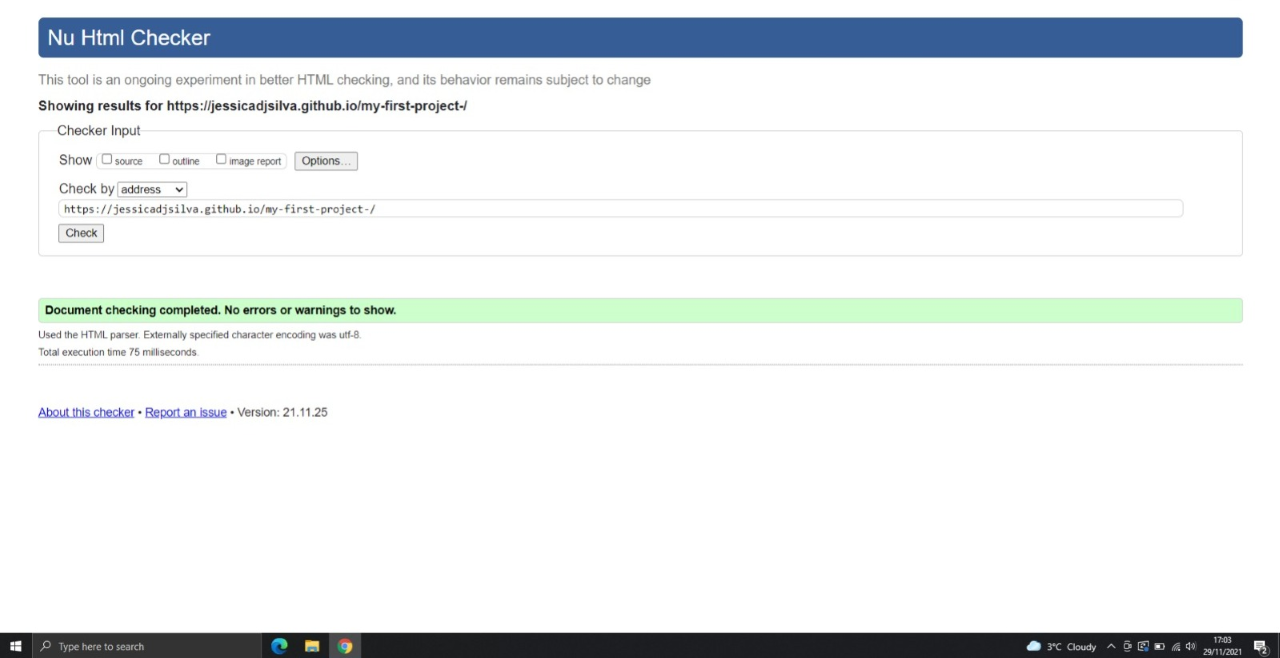 Nu Html Checker
This tool is an ongoing experiment in better HTML checking, and its behavior remains subject to change
Showing results for https://jessicadjsilva.github.io/my-first-project-/
Checker Input
Show source outline image report Options...
Check by address
https://jessicadjsilva.github.io/my-first-project-/
Check
Document checking completed. No errors or warnings to show.
Used the HTML parser. Externally specified character encoding was utf-8.
Total execution time 75 milliseconds.
About this checker • Report an issue • Version: 21.11.25
Type here to search
3°C Cloudy
17:03
29/11/2021
2